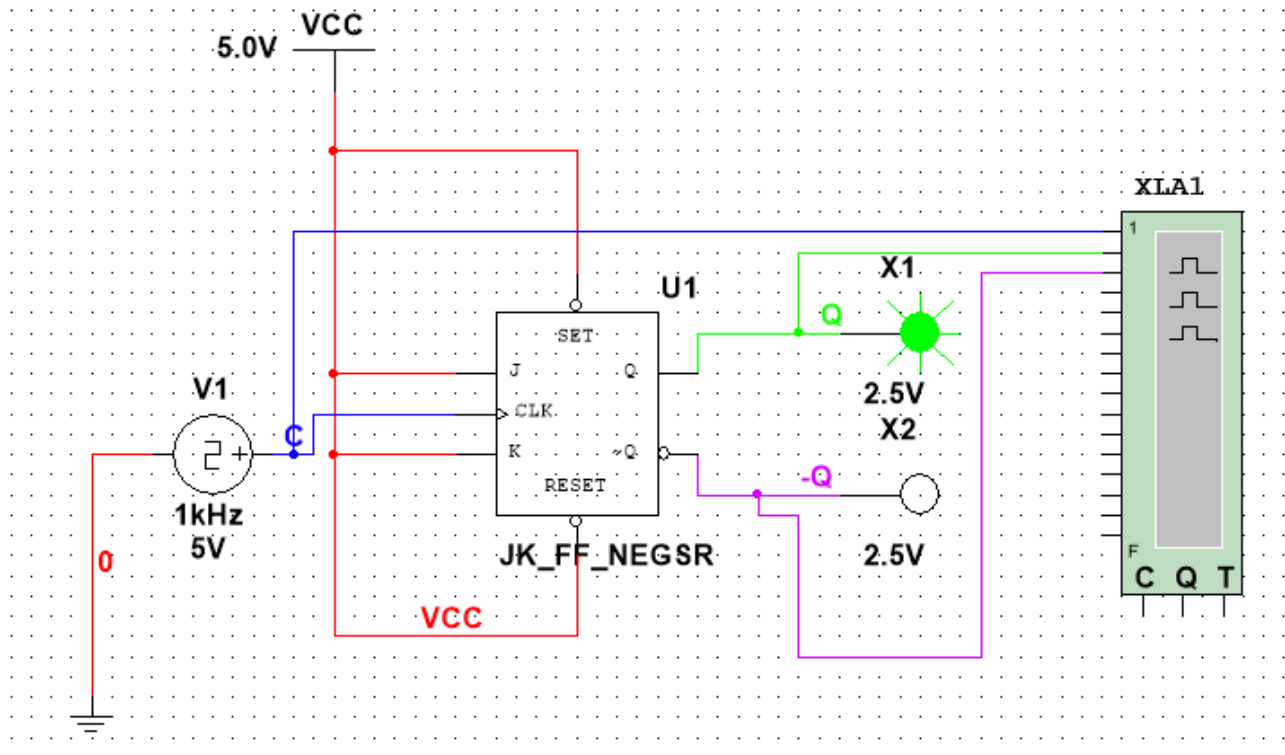 VCC
5.0V
XLA1
1
X1
U1
Q
SET
J
Q
2.5V
V1
CLK
X2
C
K
~Q
-Q
RESET
1kHz
5V
JK_FF_NEGSR
2.5V
0
F
C Q T
VCC